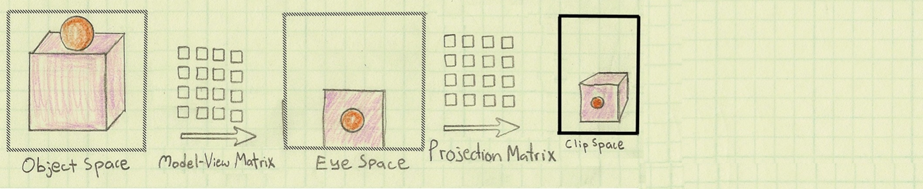 Object Space
Model-View Matrix
Eye Space
Projection Matrix
Clip Space